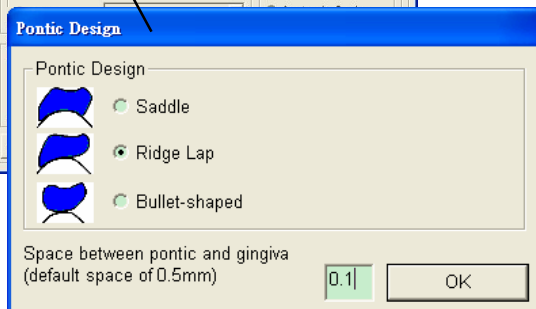 Pontic Design
Pontic Design
Saddle
Ridge Lap
Bullet-shaped
Space between pontic and gingiva
(default space of 0.5mm)
0.1
OK